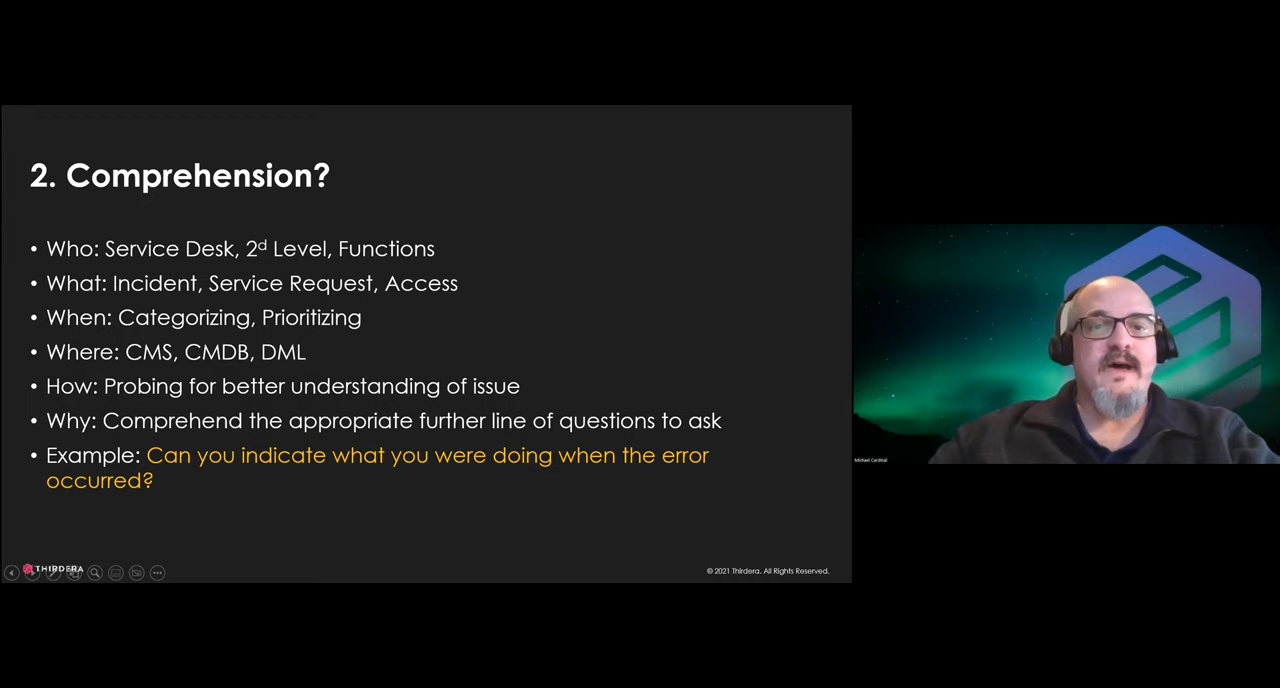 2. Comprehension?
• Who: Service Desk, 2d Level, Functions
• What: Incident, Service Request, Access
• When: Categorizing, Prioritizing
• Where: CMS, CMDB, DML
• How: Probing for better understanding of issue
• Why: Comprehend the appropriate further line of questions to ask
• Example: Can you indicate what you were doing when the error
occurred?
THIRDERA
© 2021 Thirdera. All Rights Reserved.
Michael Cardinal